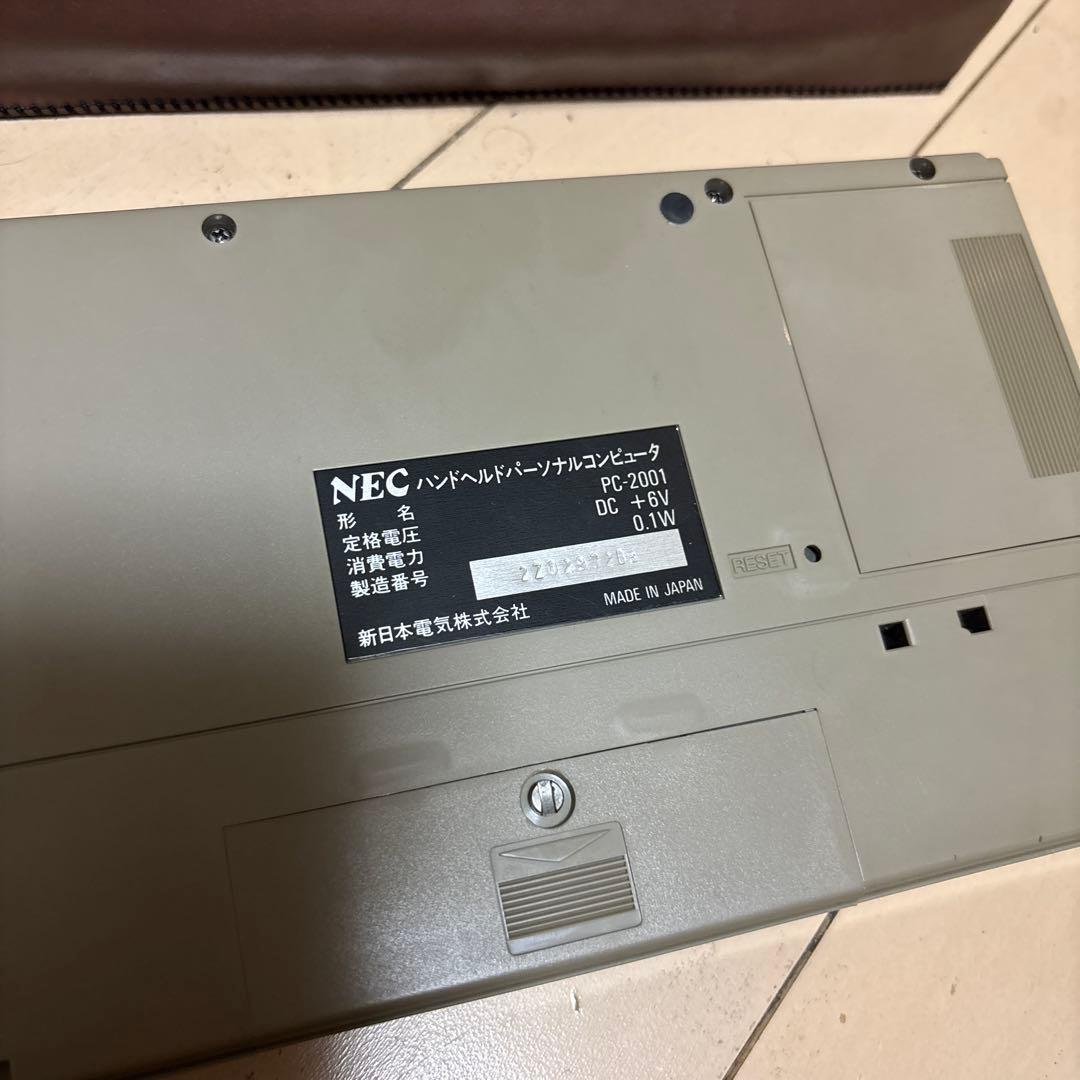 NEC ハンドヘルドパーソナルコンピュータ
形 名 PC-2001
定格電圧 DC +6V
消費電力 0.1W
製造番号
新日本電気株式会社 MADE IN JAPAN
RESET